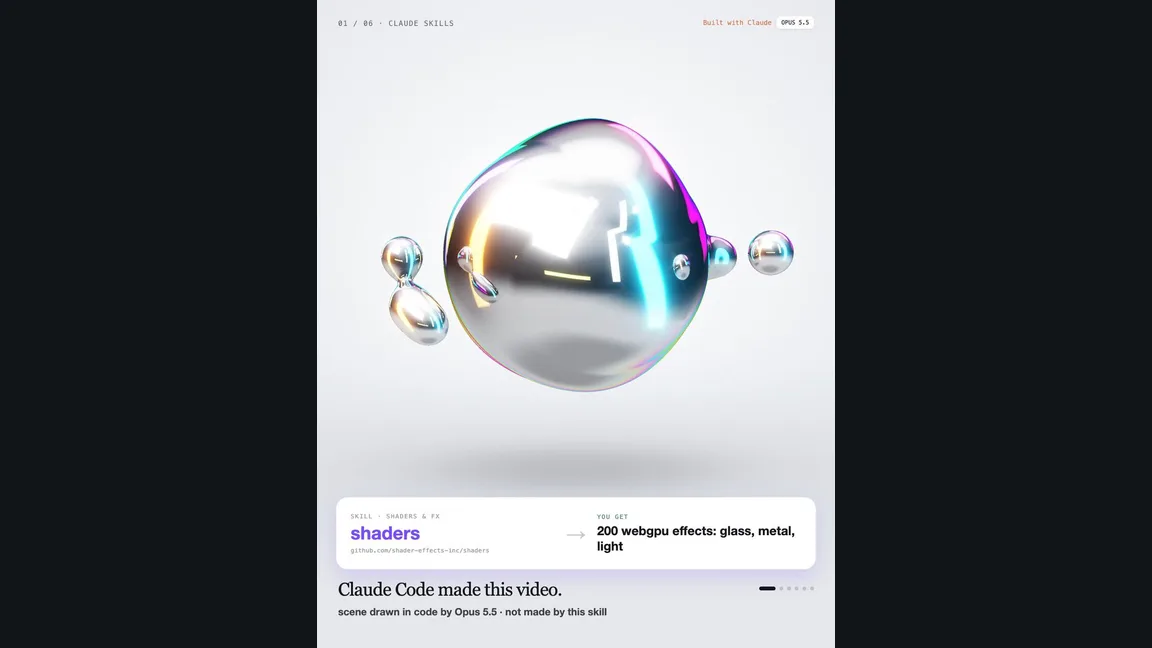 01 / 06 · CLAUDE SKILLS
Built with Claude OPUS 5.5
SKILL · SHADERS & FX
shaders
github.com/shader-effects-inc/shaders
YOU GET
200 webgpu effects: glass, metal,
light
Claude Code made this video.
scene drawn in code by Opus 5.5 · not made by this skill